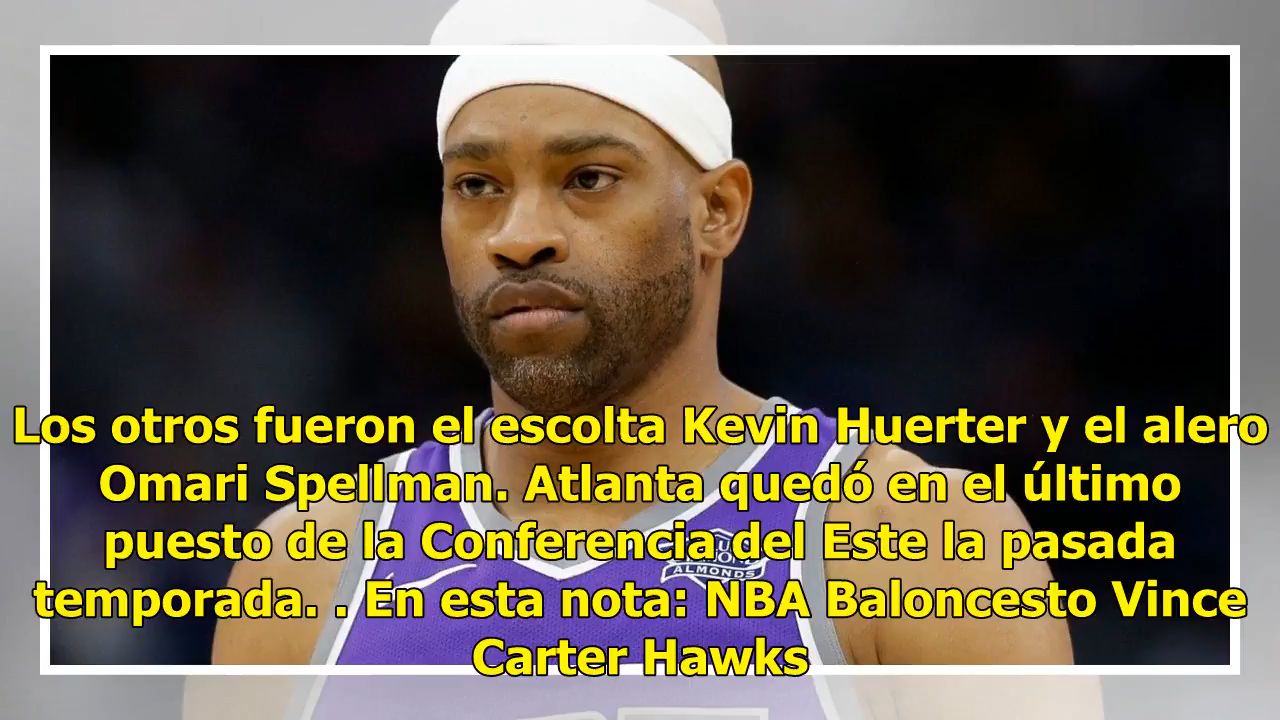 Los otros fueron el escolta Kevin Huerter y el alero
Omari Spellman. Atlanta quedó en el último
puesto de la Conferencia del Este la pasada
temporada. . En esta nota: NBA Baloncesto Vince
Carter Hawks
ALMONDS